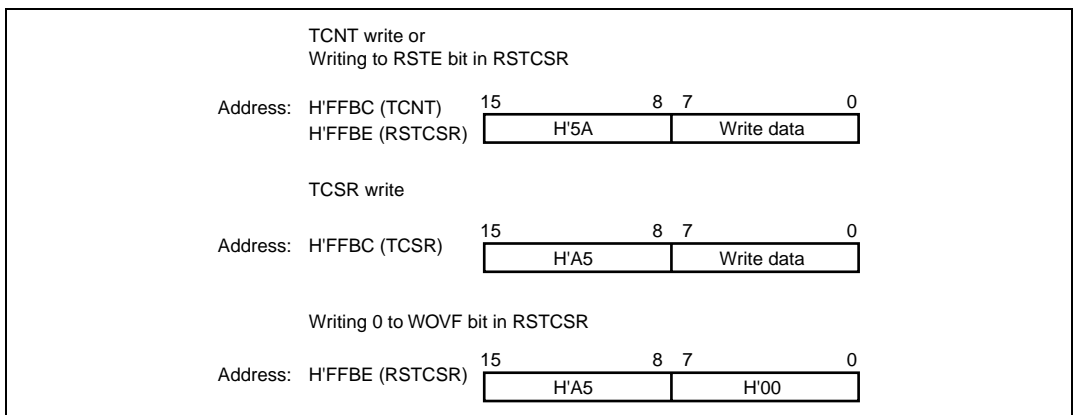 TCNT write or
Writing to RSTE bit in RSTCSR
Address: H'FFBC (TCNT) 15 8 7 0
H'FFBE (RSTCSR) H'5A Write data
TCSR write
15 8 7 0
Address: H'FFBC (TCSR) H'A5 Write data
Writing 0 to WOVF bit in RSTCSR
15 8 7 0
Address: H'FFBE (RSTCSR) H'A5 H'00